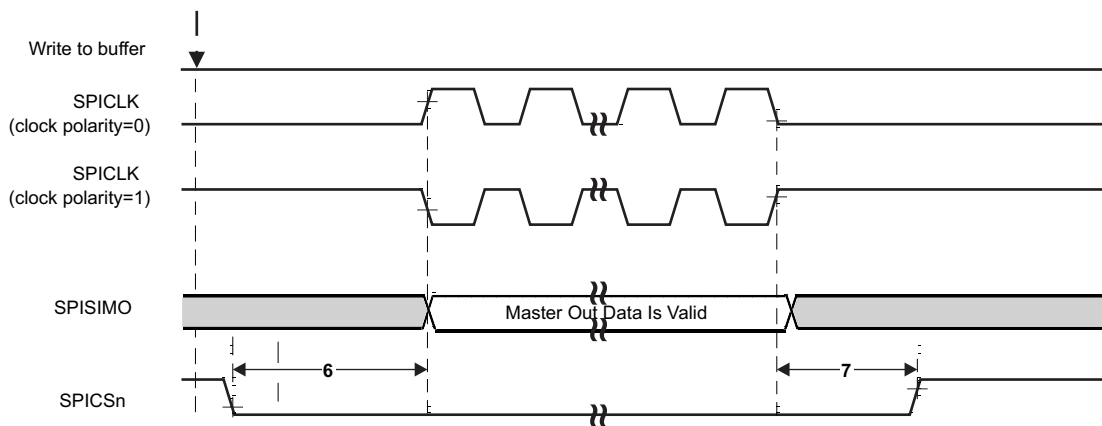 Write to buffer
SPICLK
(clock polarity=0)
SPICLK
(clock polarity=1)
SPISIMO
Master Out Data Is Valid
6
7
SPICSn